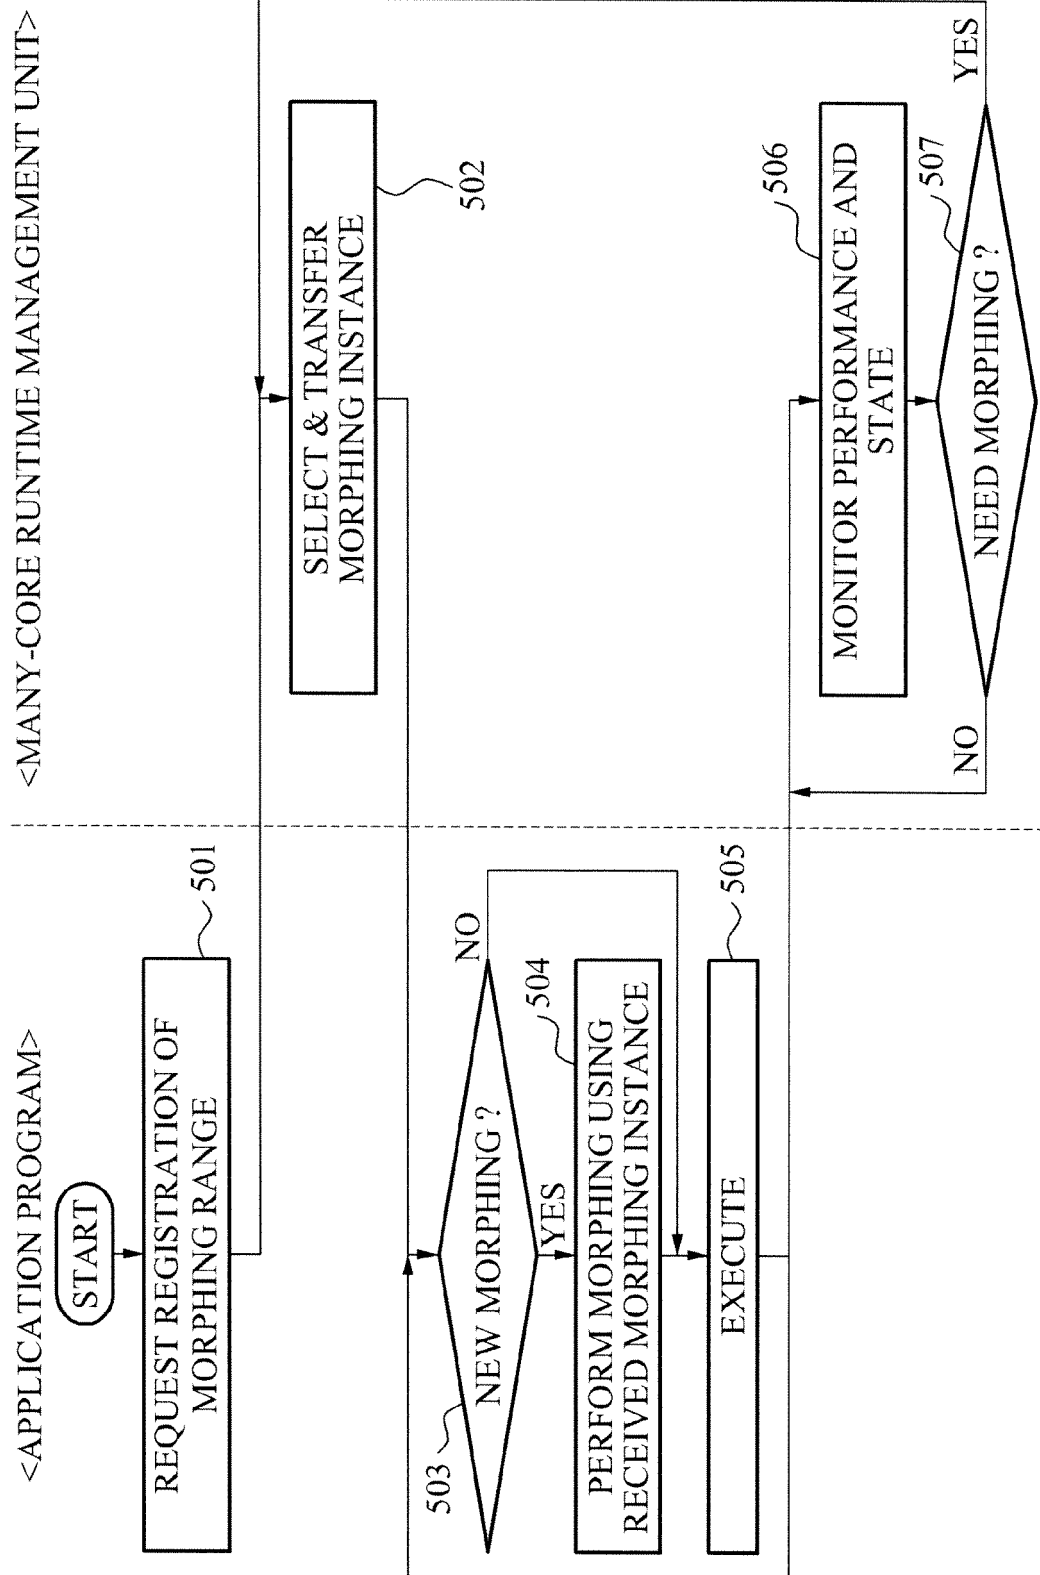 <APPLICATION PROGRAM>
<MANY-CORE RUNTIME MANAGEMENT UNIT>
START
REQUEST REGISTRATION OF
MORPHING RANGE
501
SELECT & TRANSFER
MORPHING INSTANCE
502
503
NEW MORPHING ?
NO
YES
504
PERFORM MORPHING USING
RECEIVED MORPHING INSTANCE
505
EXECUTE
506
MONITOR PERFORMANCE AND
STATE
507
NEED MORPHING ?
NO
YES